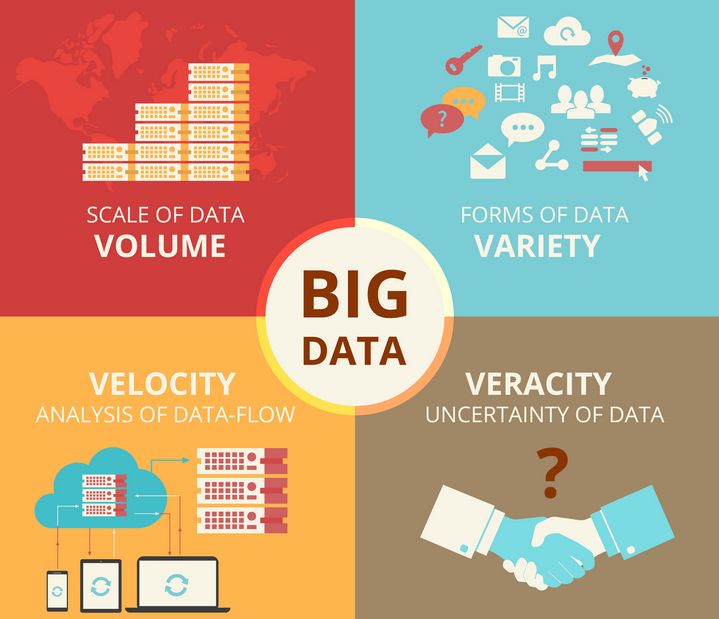 SCALE OF DATA
VOLUME
@
?
FORMS OF DATA
VARIETY
BIG
DATA
VELOCITY
ANALYSIS OF DATA-FLOW
VERACITY
UNCERTAINTY OF DATA
?